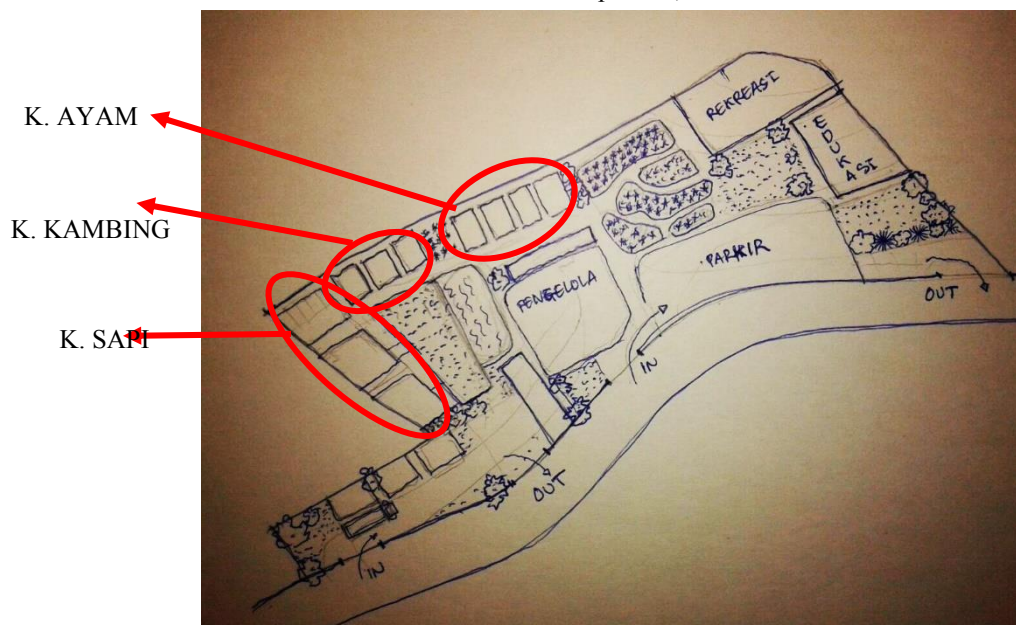 K. AYAM
K. KAMBING
K. SAPI
REKREASI
EDUKASI
PARKIR
PENGELOLA
OUT
IN
OUT
IN